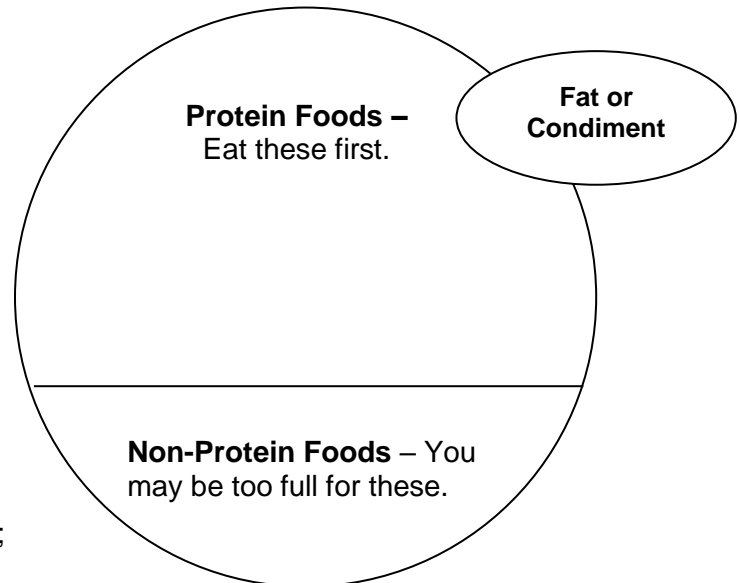 Protein Foods –
Eat these first.
Fat or
Condiment
Non-Protein Foods – You
may be too full for these.
;